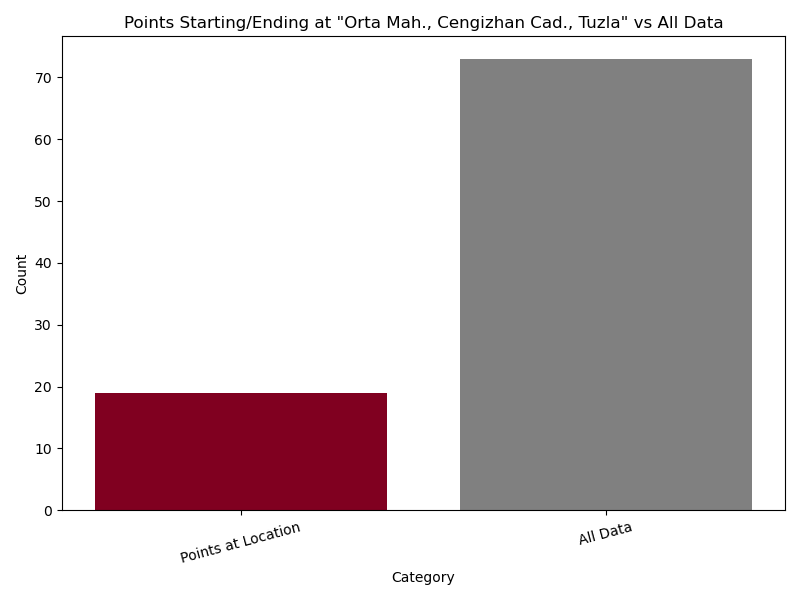 Points Starting/Ending at "Orta Mah., Cengizhan Cad., Tuzla" vs All Data
Count
70
60
50
40
30
20
10
0
Points at Location
All Data
Category